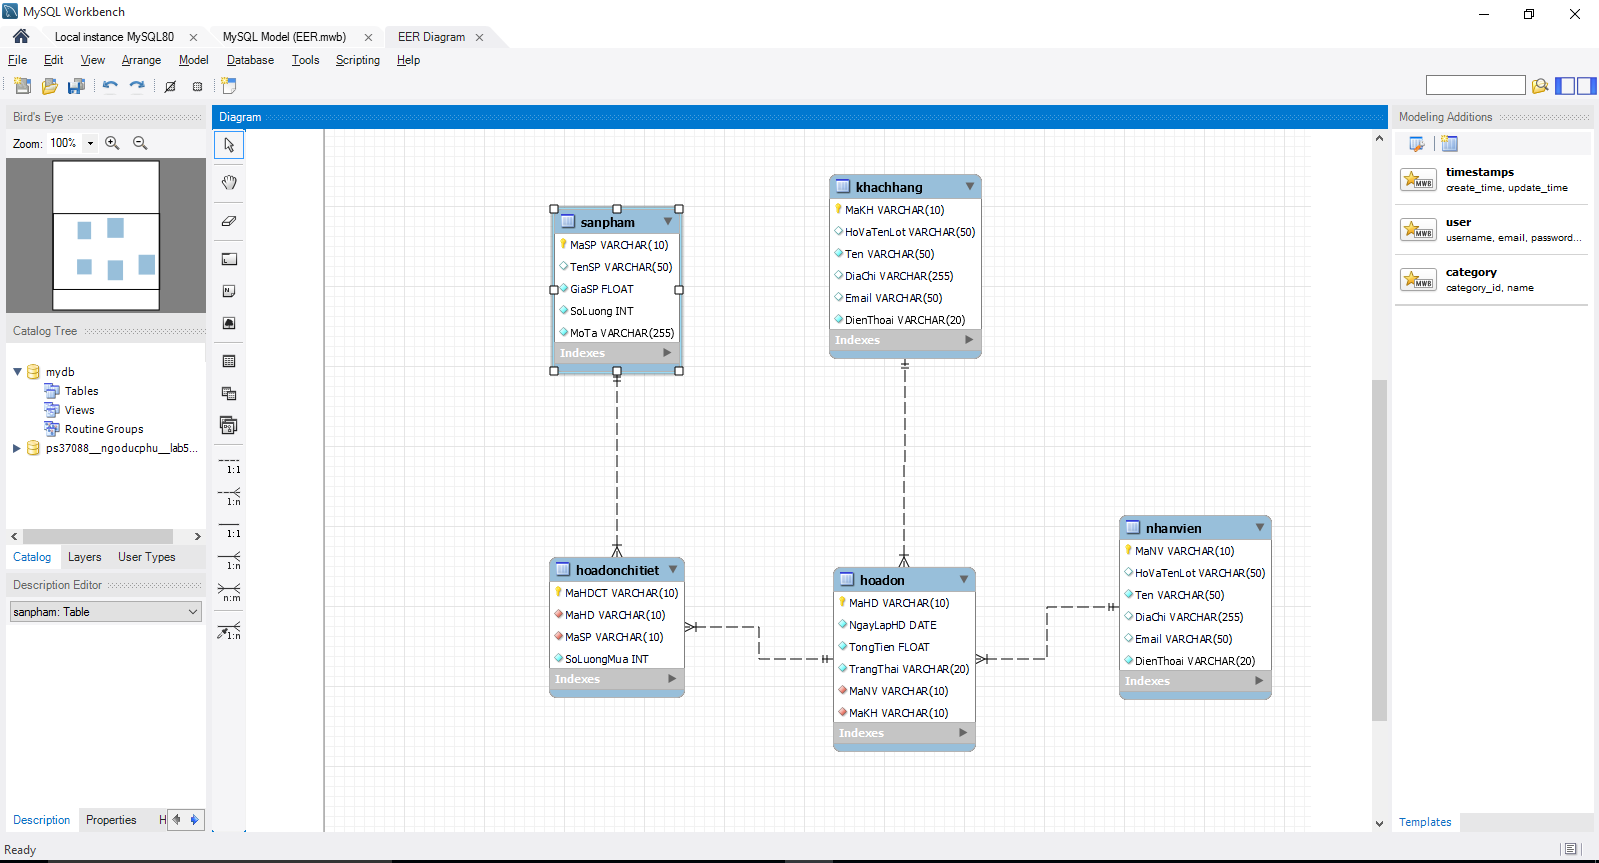 MySQL Workbench
Local instance MySQL80
MySQL Model (EER.mwb)
EER Diagram
File Edit View Arrange Model Database Tools Scripting Help
Bird's Eye
Zoom: 100%
Catalog Tree
mydb
Tables
Views
Routine Groups
ps37088__ngoducphu__lab5...
Catalog Layers User Types
Description Editor
sanpham: Table
Description Properties H
Ready
Diagram
1:1
1:n
1:1
1:n
n:m
1:n
sanpham
MaSP VARCHAR(10)
TenSP VARCHAR(50)
GiaSP FLOAT
SoLuong INT
MoTa VARCHAR(255)
Indexes
khachhang
MaKH VARCHAR(10)
HoVaTenLot VARCHAR(50)
Ten VARCHAR(50)
DiaChi VARCHAR(255)
Email VARCHAR(50)
DienThoai VARCHAR(20)
Indexes
hoadonchitiet
MaHDCT VARCHAR(10)
MaHD VARCHAR(10)
MaSP VARCHAR(10)
SoLuongMua INT
Indexes
hoadon
MaHD VARCHAR(10)
NgayLapHD DATE
TongTien FLOAT
TrangThai VARCHAR(20)
MaNV VARCHAR(10)
MaKH VARCHAR(10)
Indexes
nhanvien
MaNV VARCHAR(10)
HoVaTenLot VARCHAR(50)
Ten VARCHAR(50)
DiaChi VARCHAR(255)
Email VARCHAR(50)
DienThoai VARCHAR(20)
Indexes
Modeling Additions
MWB
timestamps
create_time, update_time
MWB
user
username, email, password...
MWB
category
category_id, name
Templates